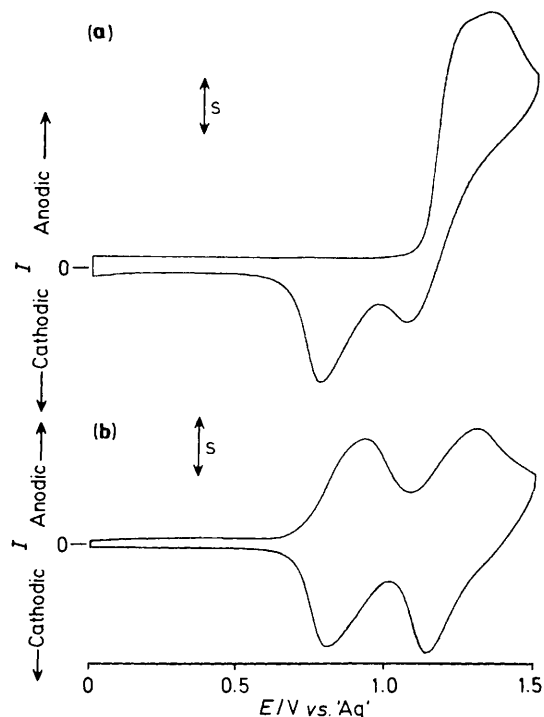 (a)
S
Anodic
0
I
Cathodic
(b)
S
Anodic
0
I
Cathodic
0 0.5 1.0 1.5
E/V vs. 'Ag'